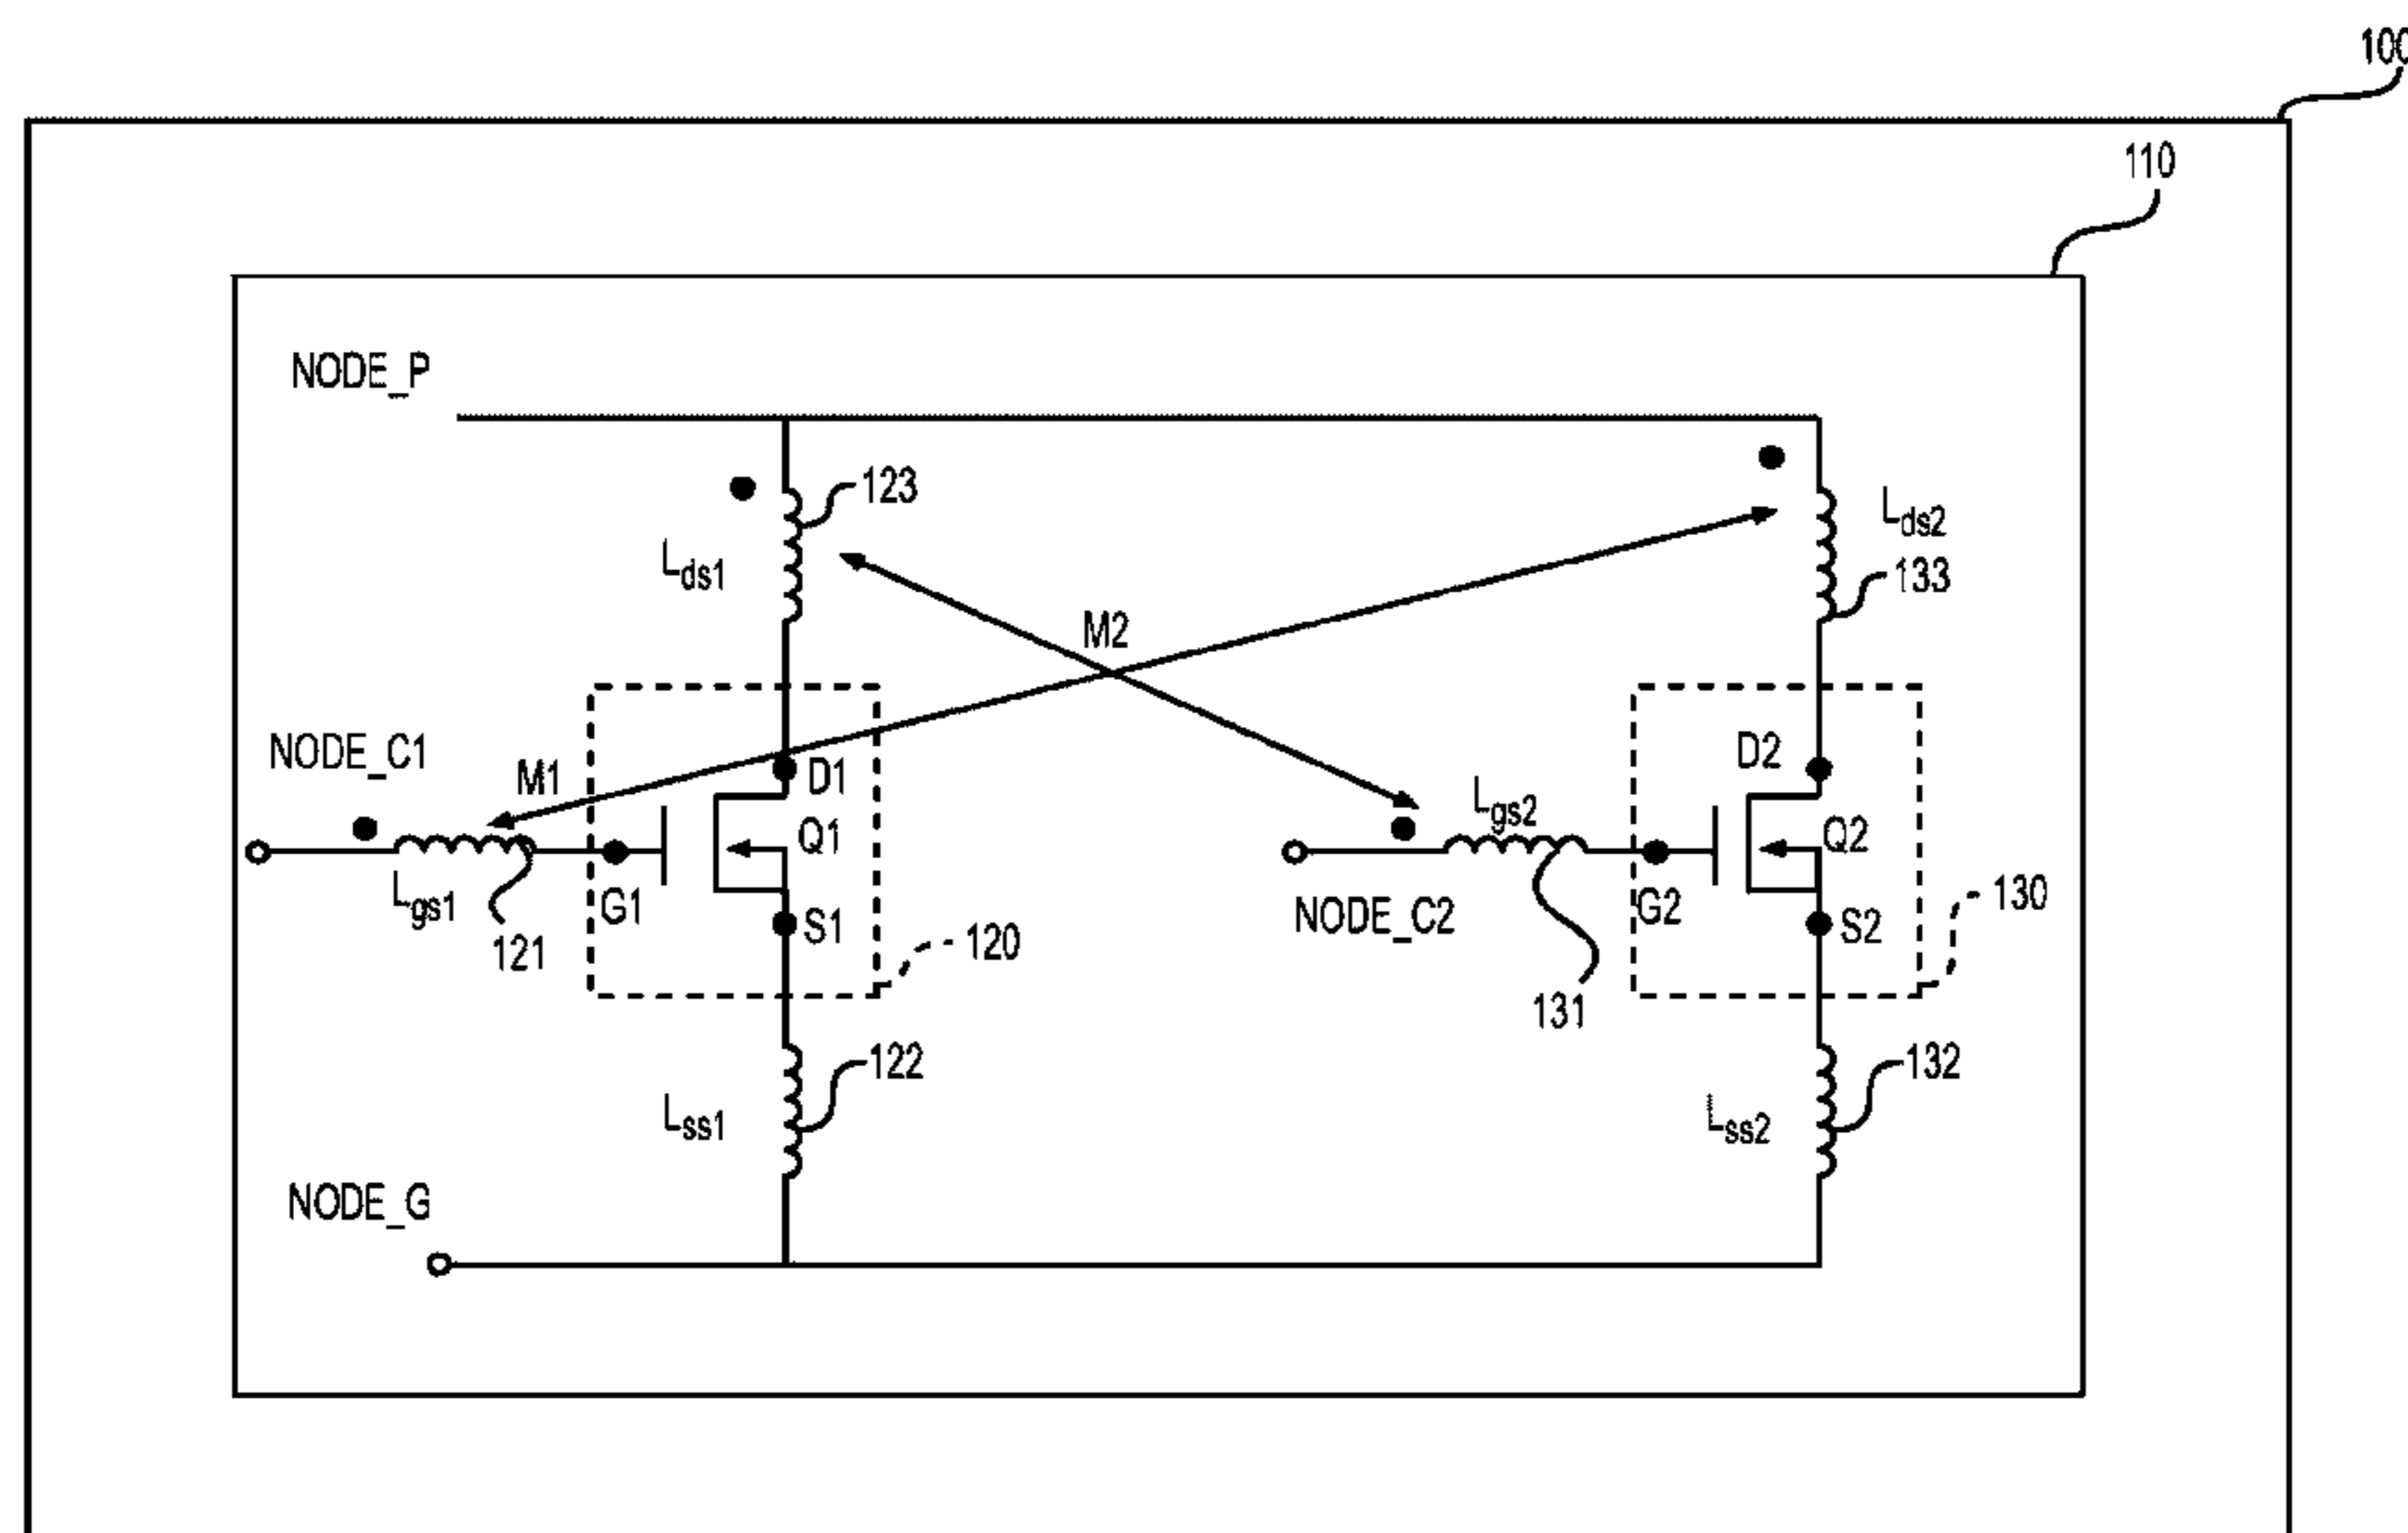 100
110
NODE_P
123
Lds1
Lds2
133
M2
NODE_C1
M1
D1
D2
Q1
Lgs2
Q2
Lgs1
G1
S1
121
120
NODE_C2
G2
S2
130
131
122
132
Lss1
Lss2
NODE_G